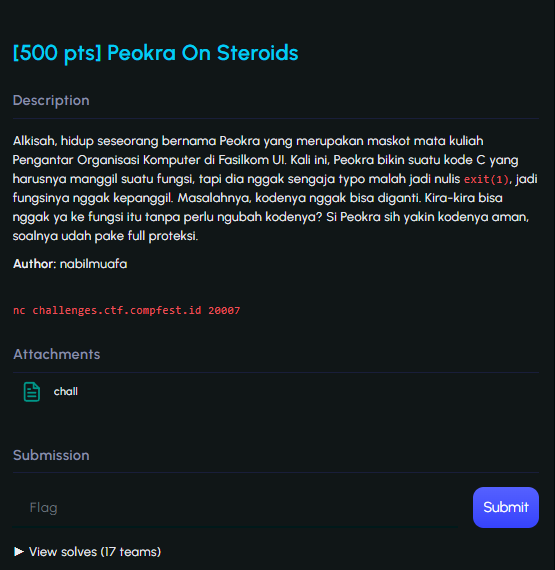 [500 pts] Peokra On Steroids
Description
Alkisah, hidup seseorang bernama Peokra yang merupakan maskot mata kuliah
Pengantar Organisasi Komputer di Fasilkom UI. Kali ini, Peokra bikin suatu kode C yang
harusnya manggil suatu fungsi, tapi dia nggak sengaja typo malah jadi nulis exit(1), jadi
fungsinya nggak kepanggil. Masalahnya, kodenya nggak bisa diganti. Kira-kira bisa
nggak ya ke fungsi itu tanpa perlu ngubah kodenya? Si Peokra sih yakin kodenya aman,
soalnya udah pake full proteksi.
Author: nabilmuafa
nc challenges.ctf.compfest.id 20007
Attachments
chall
Submission
Flag
Submit
► View solves (17 teams)